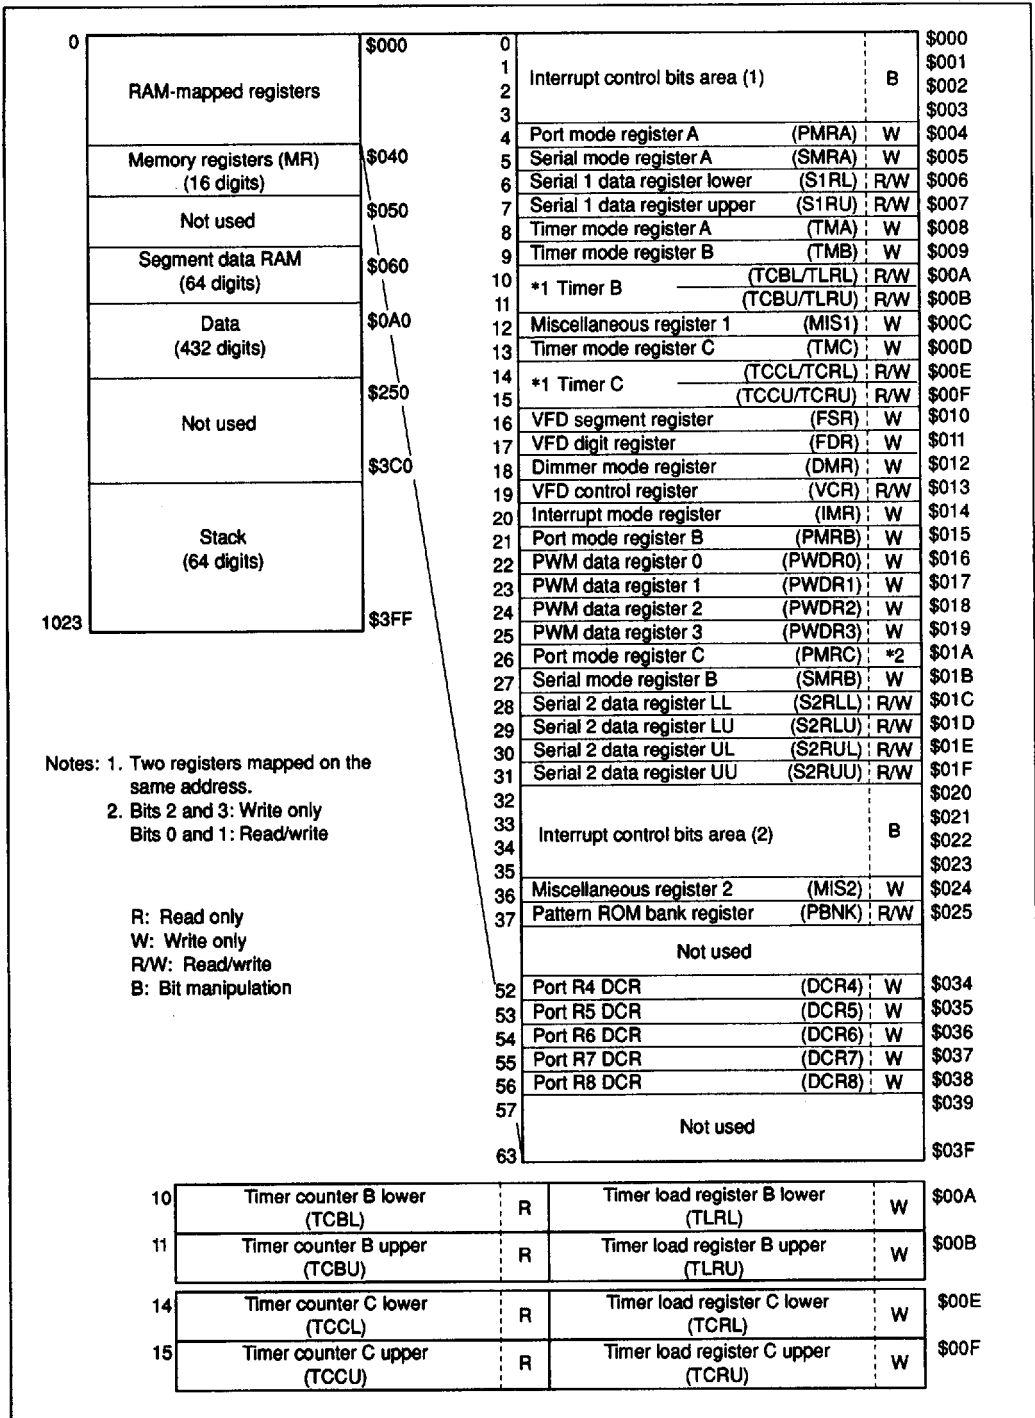 0 $000
RAM-mapped registers
Memory registers (MR) $040
(16 digits)
Not used $050
Segment data RAM $060
(64 digits)
Data $0A0
(432 digits)
$250
Not used
$3C0
Stack
(64 digits)
1023 $3FF
Notes: 1. Two registers mapped on the
same address.
2. Bits 2 and 3: Write only
Bits 0 and 1: Read/write
R: Read only
W: Write only
R/W: Read/write
B: Bit manipulation
0 $000
1 Interrupt control bits area (1) B $001
2 $002
3 $003
4 Port mode register A (PMRA) W $004
5 Serial mode register A (SMRA) W $005
6 Serial 1 data register lower (S1RL) R/W $006
7 Serial 1 data register upper (S1RU) R/W $007
8 Timer mode register A (TMA) W $008
9 Timer mode register B (TMB) W $009
10 *1 Timer B (TCBL/TLRL) R/W $00A
11 (TCBU/TLRU) R/W $00B
12 Miscellaneous register 1 (MIS1) W $00C
13 Timer mode register C (TMC) W $00D
14 *1 Timer C (TCCL/TCRL) R/W $00E
15 (TCCU/TCRU) R/W $00F
16 VFD segment register (FSR) W $010
17 VFD digit register (FDR) W $011
18 Dimmer mode register (DMR) W $012
19 VFD control register (VCR) R/W $013
20 Interrupt mode register (IMR) W $014
21 Port mode register B (PMRB) W $015
22 PWM data register 0 (PWDR0) W $016
23 PWM data register 1 (PWDR1) W $017
24 PWM data register 2 (PWDR2) W $018
25 PWM data register 3 (PWDR3) W $019
26 Port mode register C (PMRC) *2 $01A
27 Serial mode register B (SMRB) W $01B
28 Serial 2 data register LL (S2RLL) R/W $01C
29 Serial 2 data register LU (S2RLU) R/W $01D
30 Serial 2 data register UL (S2RUL) R/W $01E
31 Serial 2 data register UU (S2RUU) R/W $01F
32 $020
33 Interrupt control bits area (2) B $021
34 $022
35 $023
36 Miscellaneous register 2 (MIS2) W $024
37 Pattern ROM bank register (PBNK) R/W $025
Not used
52 Port R4 DCR (DCR4) W $034
53 Port R5 DCR (DCR5) W $035
54 Port R6 DCR (DCR6) W $036
55 Port R7 DCR (DCR7) W $037
56 Port R8 DCR (DCR8) W $038
57 $039
Not used
63 $03F
10 Timer counter B lower R Timer load register B lower W $00A
(TCBL) (TLRL)
11 Timer counter B upper R Timer load register B upper W $00B
(TCBU) (TLRU)
14 Timer counter C lower R Timer load register C lower W $00E
(TCCL) (TCRL)
15 Timer counter C upper R Timer load register C upper W $00F
(TCCU) (TCRU)